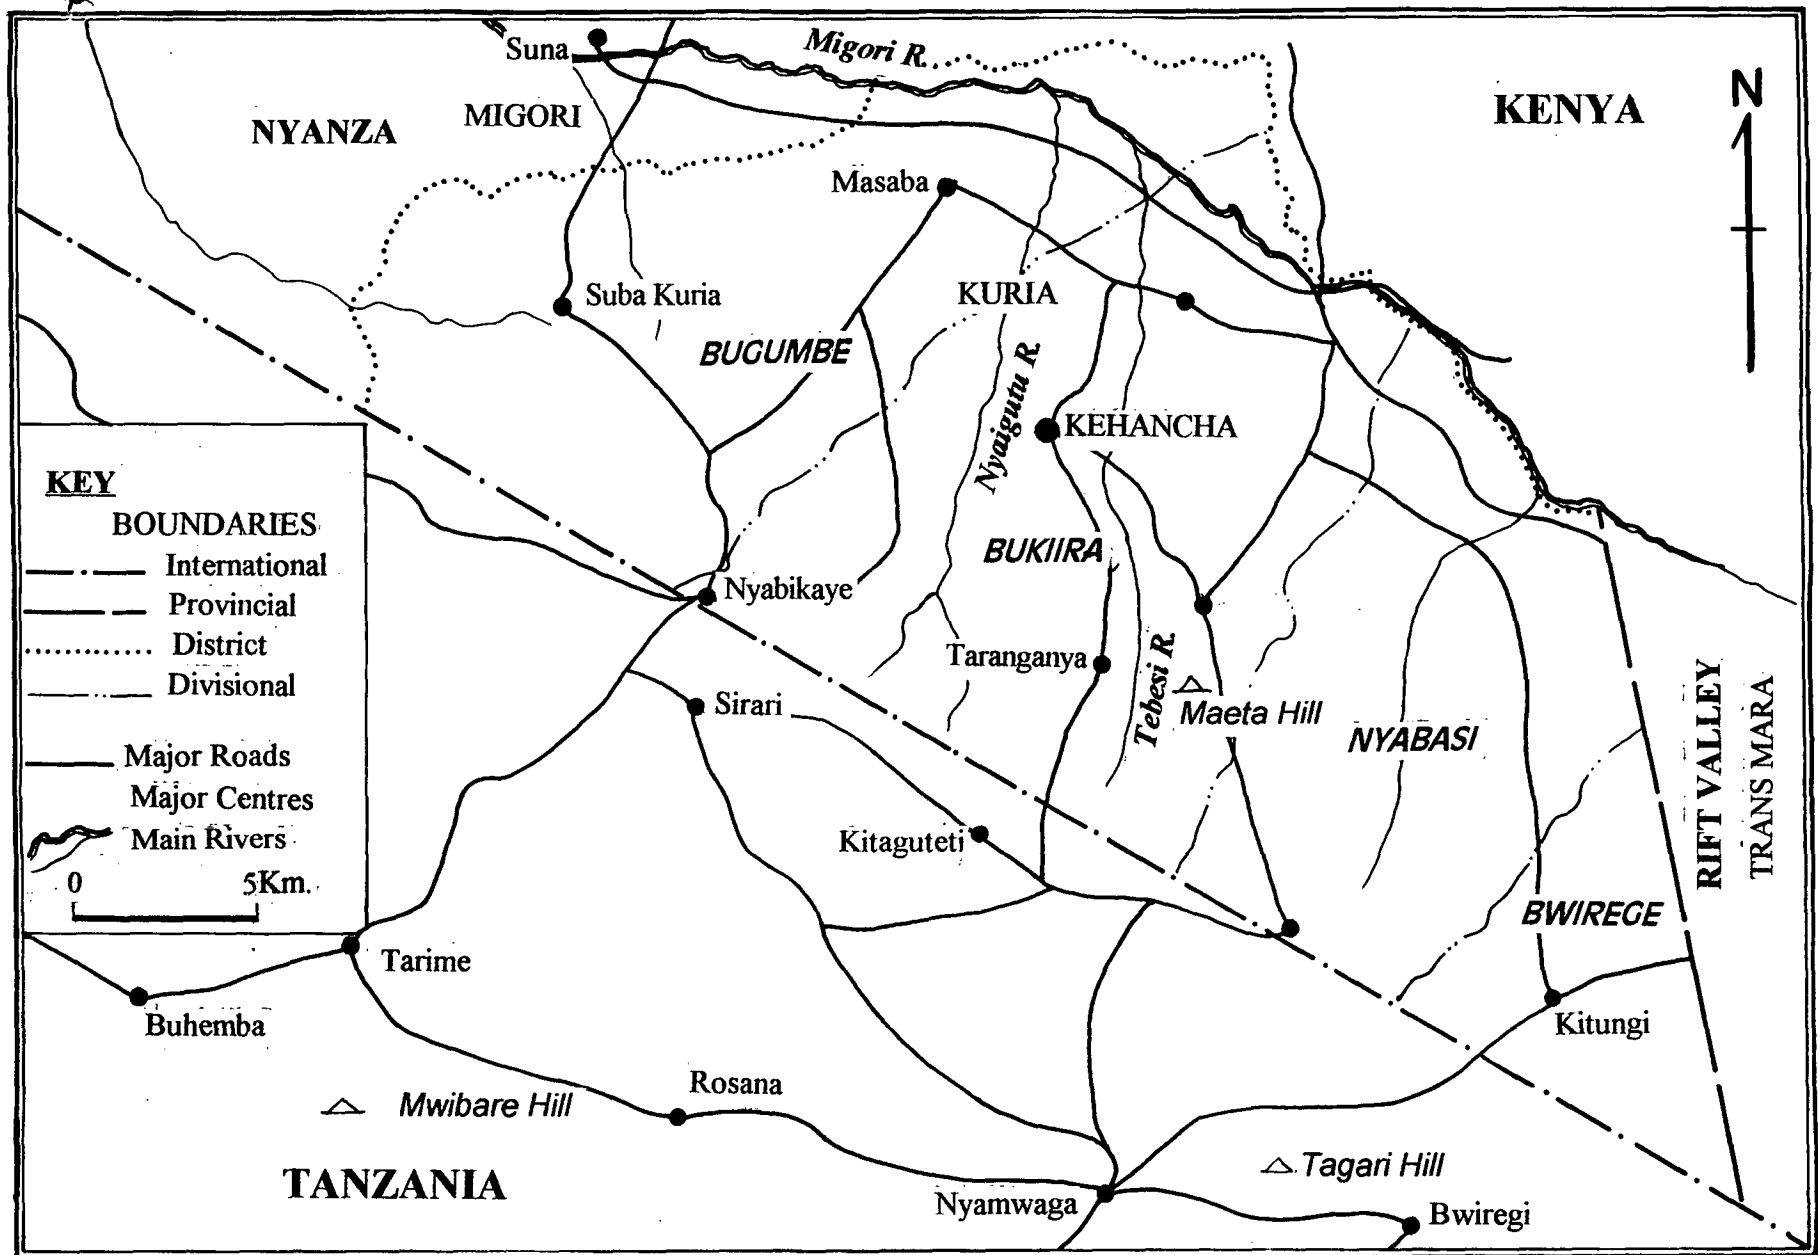 Suna
Migori R.
KENYA
N
NYANZA
MIGORI
Masaba
Suba Kuria
KURIA
BUGUMBE
Nyaigutu R.
KEHANCHA
KEY
BOUNDARIES
International
Provincial
District
Divisional
Major Roads
Major Centres
Main Rivers
0 5Km.
BUKIIRA
Nyabikaye
Taranganya
Tebesi R.
Maeta Hill
Sirari
NYABASI
RIFT VALLEY
TRANS MARA
Kitaguteti
BWIREGE
Tarime
Buhemba
Kitungi
Rosana
Mwibare Hill
TANZANIA
Tagari Hill
Nyamwaga
Bwiregi